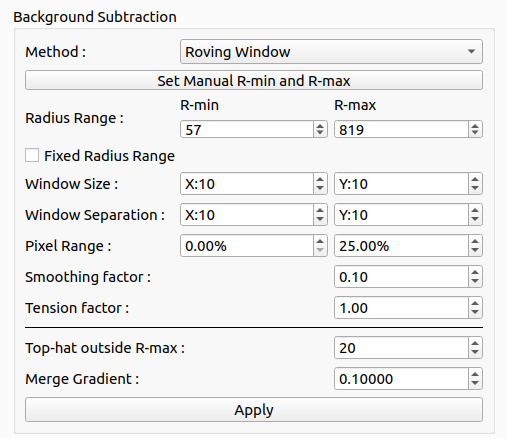 Background Subtraction
Method : Roving Window
Set Manual R-min and R-max
R-min R-max
Radius Range : 57 819
Fixed Radius Range
Window Size : X:10 Y:10
Window Separation : X:10 Y:10
Pixel Range : 0.00% 25.00%
Smoothing factor : 0.10
Tension factor : 1.00
Top-hat outside R-max : 20
Merge Gradient : 0.10000
Apply